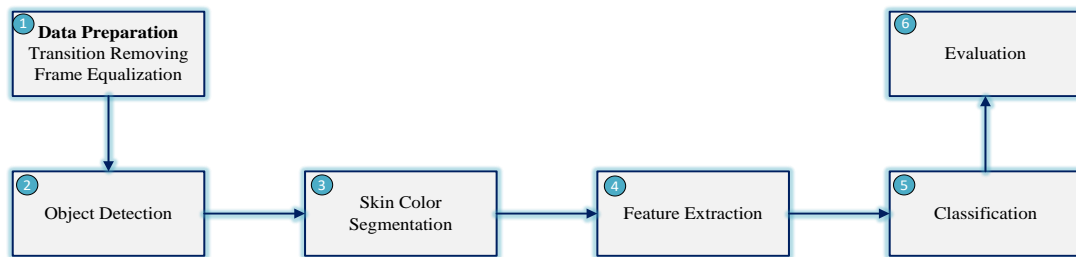 1
Data Preparation
Transition Removing
Frame Equalization
2
Object Detection
3
Skin Color
Segmentation
4
Feature Extraction
5
Classification
6
Evaluation